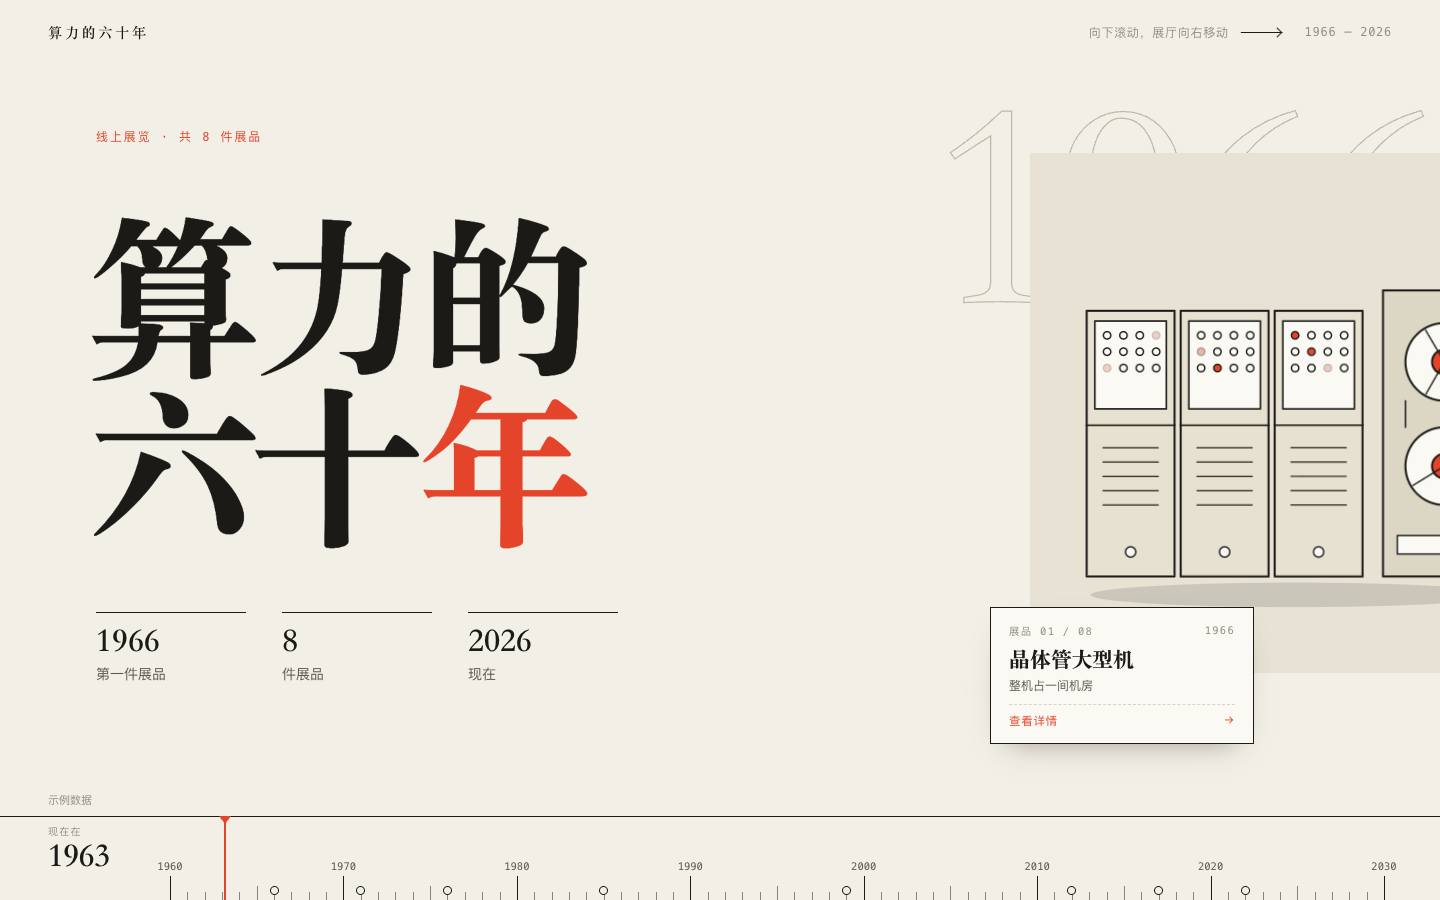 算力的六十年
向下滚动，展厅向右移动
1966 — 2026
线上展览 · 共 8 件展品
1966
算力的
六十年
1966
第一件展品
8
件展品
2026
现在
展品 01 / 08
1966
晶体管大型机
整机占一间机房
查看详情 →
示例数据
现在在
1963
1960
1970
1980
1990
2000
2010
2020
2030